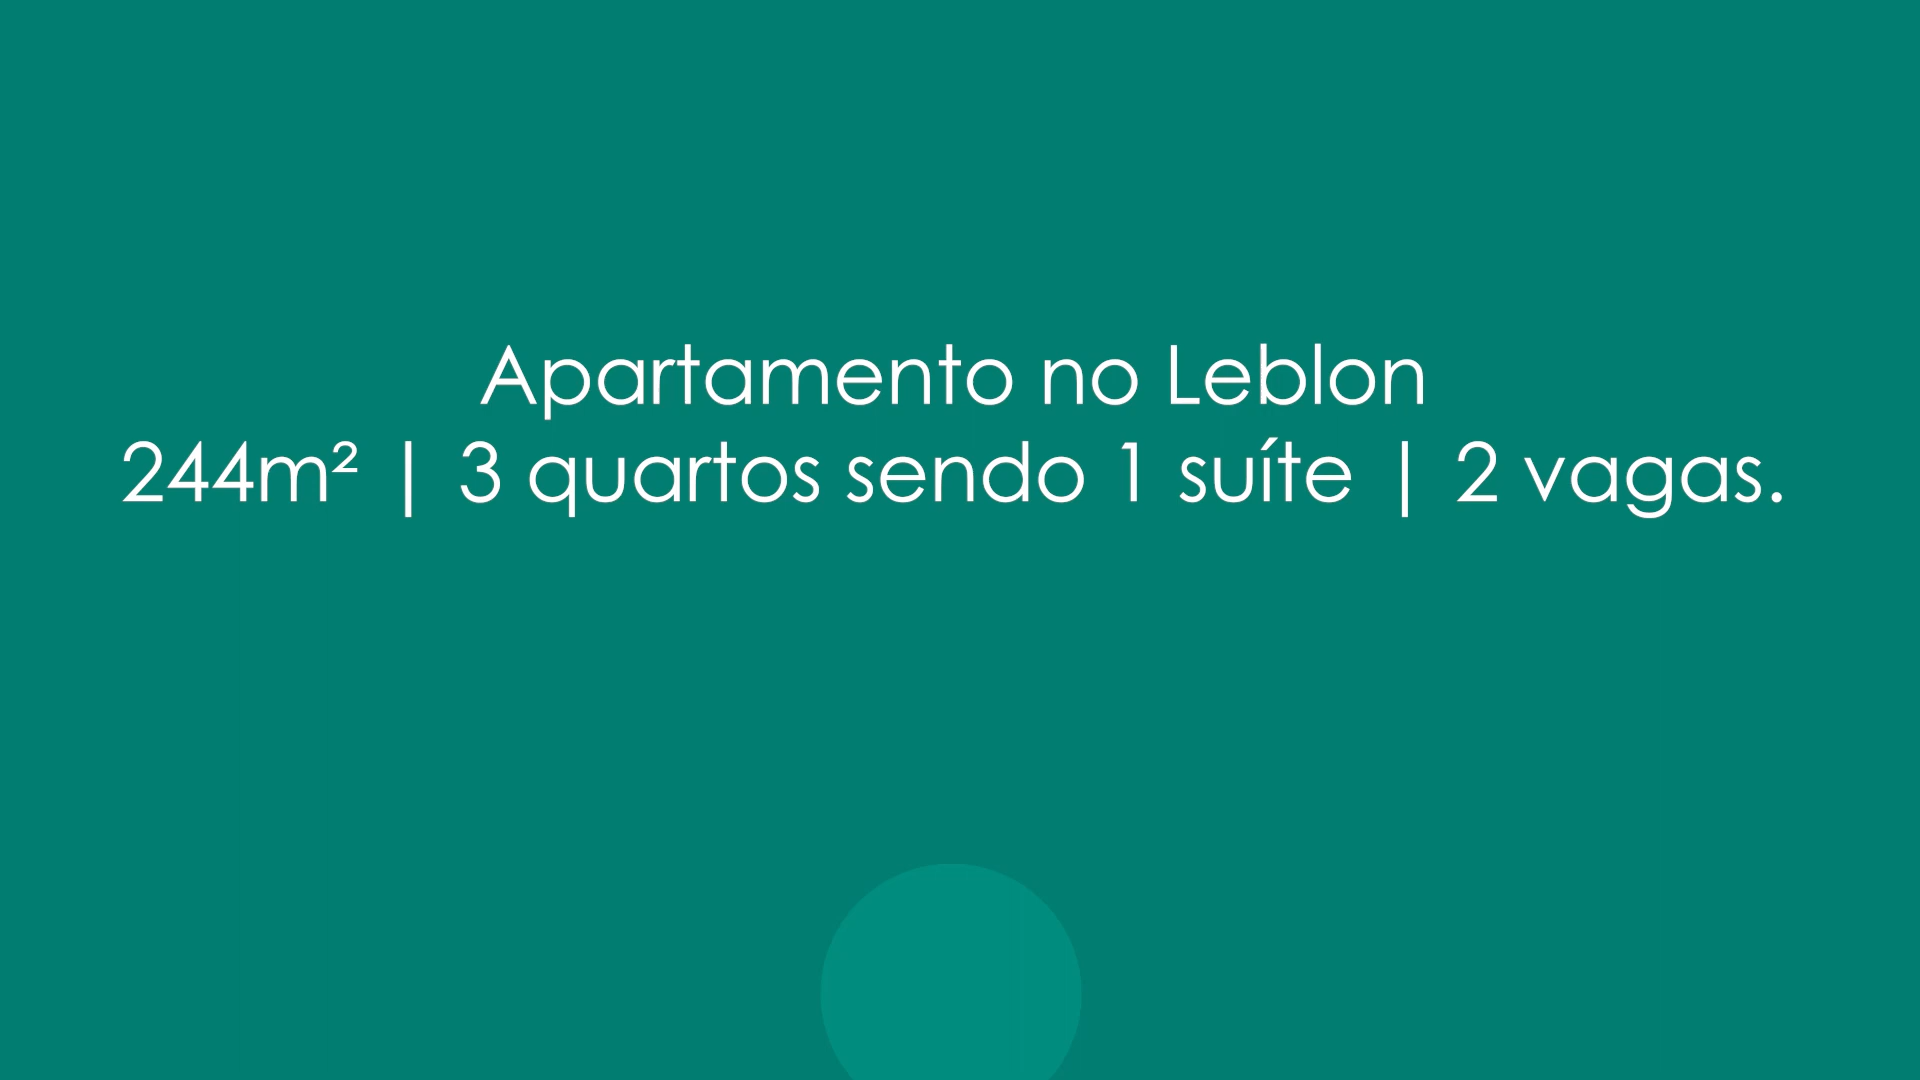 Apartamento no Leblon
244m² | 3 quartos sendo 1 suíte | 2 vagas.